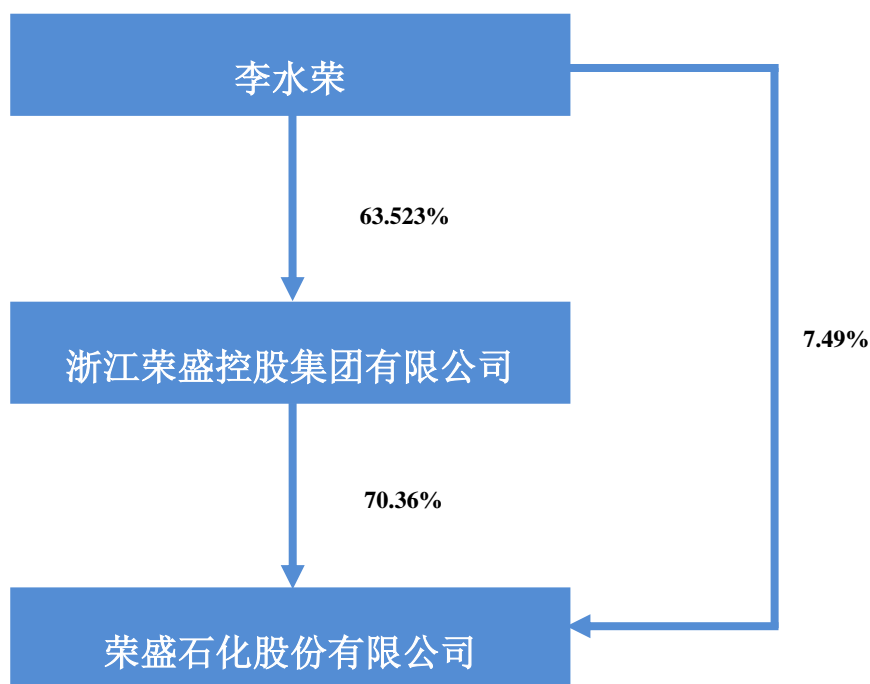 李水荣
63.523%
浙江荣盛控股集团有限公司
7.49%
70.36%
荣盛石化股份有限公司